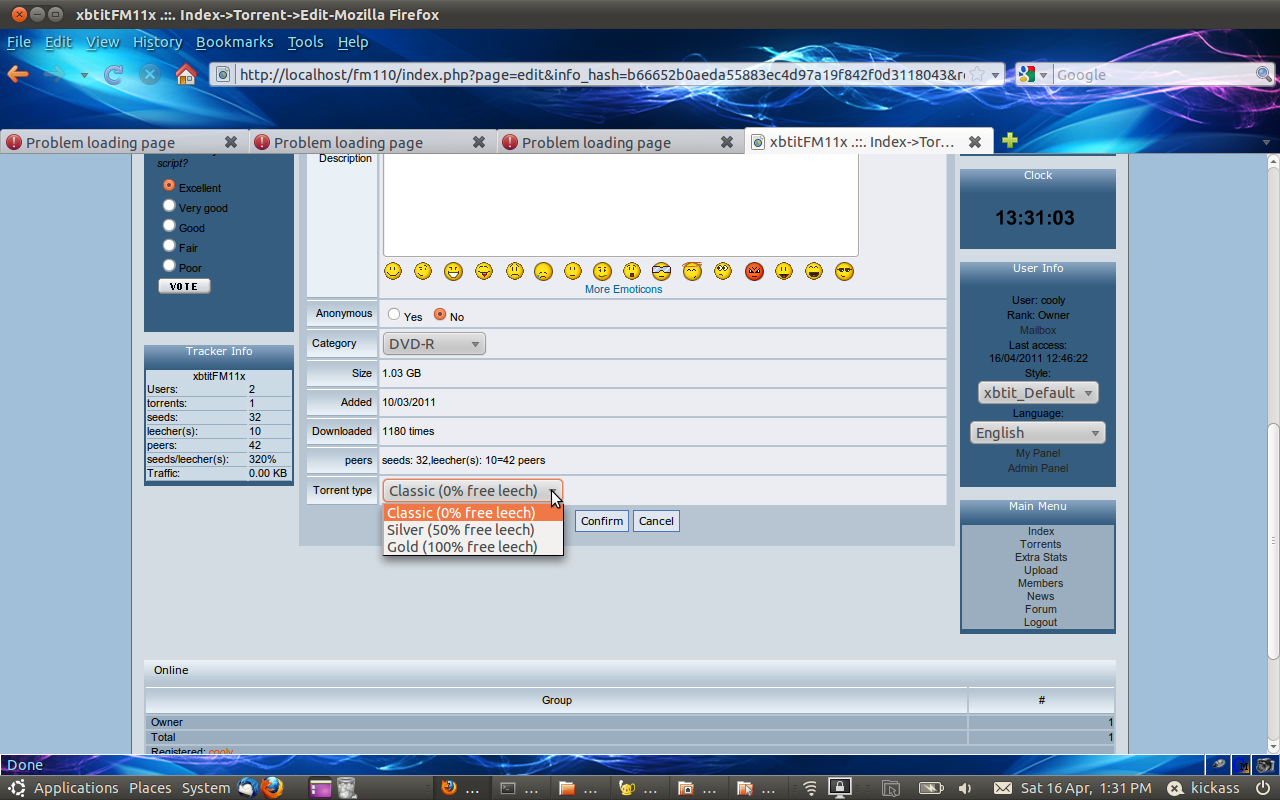 xbtitFM11x .::. Index->Torrent->Edit-Mozilla Firefox
File Edit View History Bookmarks Tools Help
http://localhost/fm110/index.php?page=edit&info_hash=b66652b0aeda55883ec4d97a19f842f0d3118043&r
Google
Problem loading page
Problem loading page
Problem loading page
xbtitFM11x .::. Index->Tor...
script?
Excellent
Very good
Good
Fair
Poor
VOTE
Tracker Info
xbtitFM11x
Users: 2
torrents: 1
seeds: 32
leecher(s): 10
peers: 42
seeds/leecher(s): 320%
Traffic: 0.00 KB
Description
More Emoticons
Anonymous Yes No
Category DVD-R
Size 1.03 GB
Added 10/03/2011
Downloaded 1180 times
peers seeds: 32,leecher(s): 10=42 peers
Torrent type Classic (0% free leech)
Classic (0% free leech)
Silver (50% free leech)
Gold (100% free leech)
Confirm Cancel
Clock
13:31:03
User Info
User: cooly
Rank: Owner
Mailbox
Last access:
16/04/2011 12:46:22
Style:
xbtit_Default
Language:
English
My Panel
Admin Panel
Main Menu
Index
Torrents
Extra Stats
Upload
Members
News
Forum
Logout
Online
Group #
Owner 1
Total 1
Registered: cooly
Done
Applications Places System ... ... ... ... ... ... Sat 16 Apr, 1:31 PM kickass